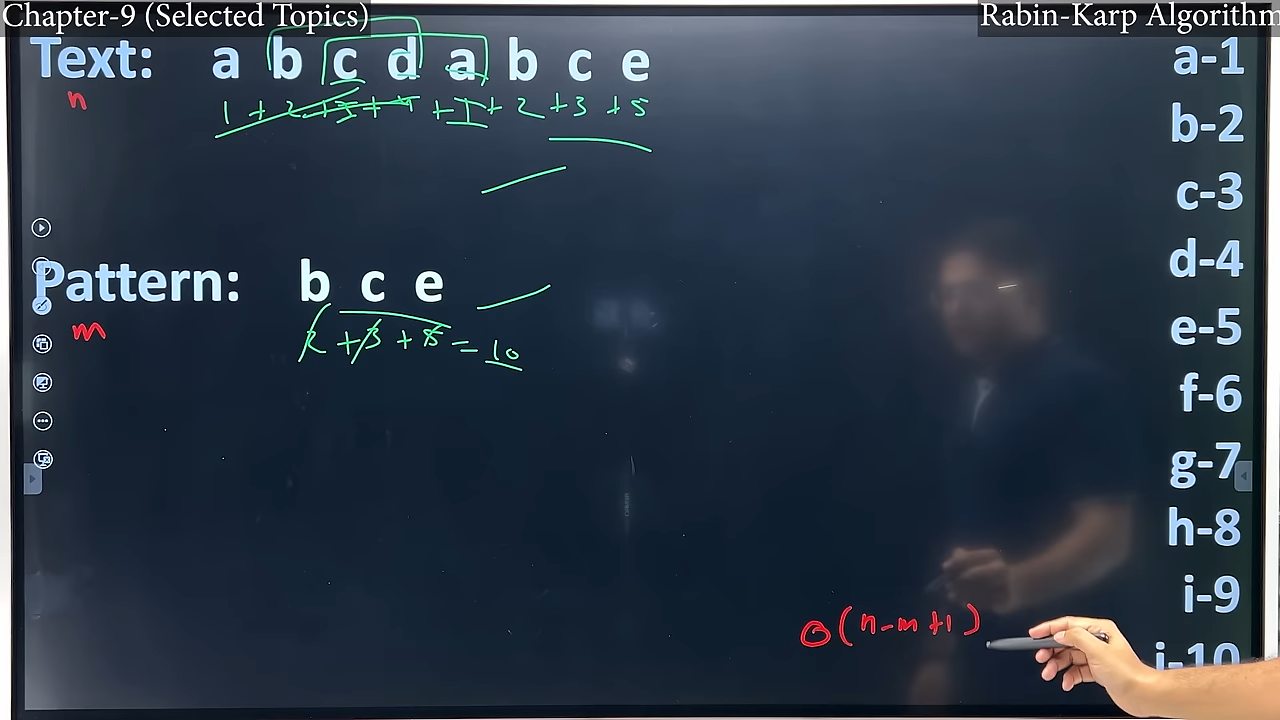 Chapter-9 (Selected Topics)
Rabin-Karp Algorithm
Text: a b c d a b c e
n
1 + 2 + 3 + 4 + 1 + 2 + 3 + 5
Pattern: b c e
m
2 + 3 + 5 = 10
a-1
b-2
c-3
d-4
e-5
f-6
g-7
h-8
i-9
j-10
O(n-m+1)